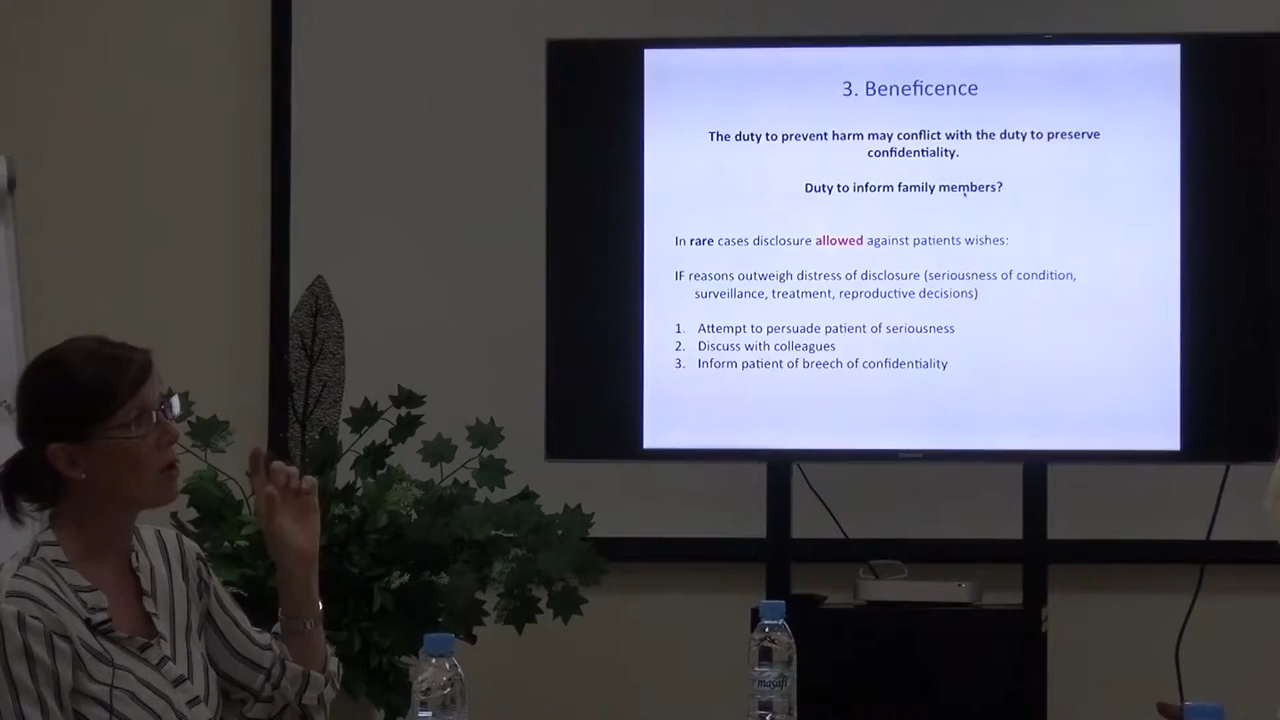 3. Beneficence
The duty to prevent harm may conflict with the duty to preserve
confidentiality.
Duty to inform family members?
In rare cases disclosure allowed against patients wishes:
IF reasons outweigh distress of disclosure (seriousness of condition,
surveillance, treatment, reproductive decisions)
1. Attempt to persuade patient of seriousness
2. Discuss with colleagues
3. Inform patient of breech of confidentiality
masafi